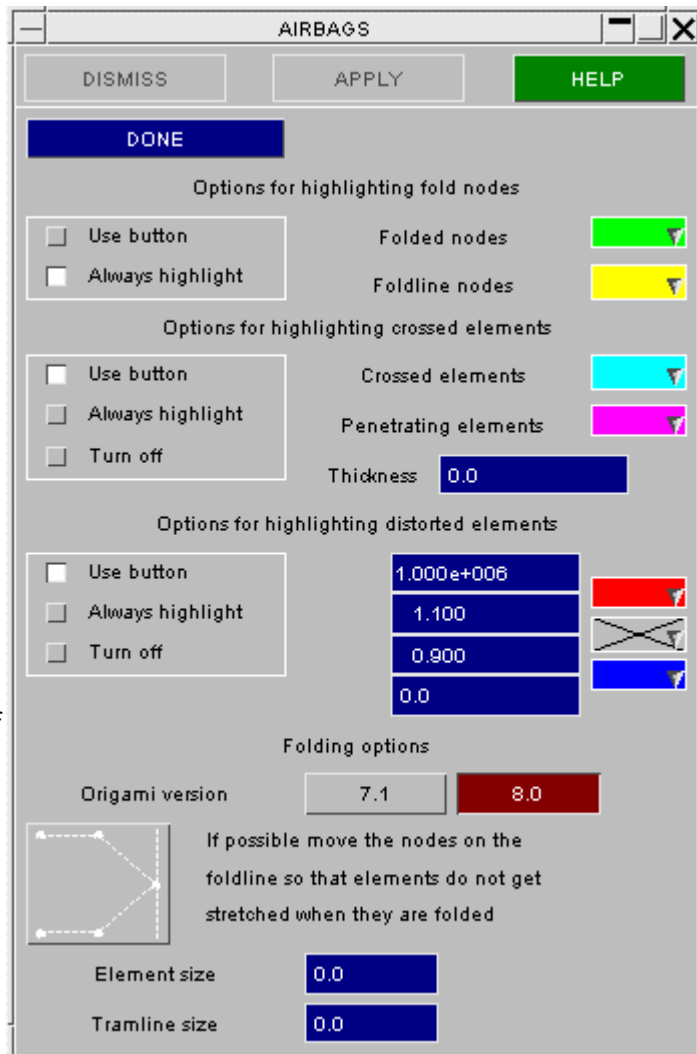 AIRBAGS
DISMISS APPLY HELP
DONE
Options for highlighting fold nodes
Use button Folded nodes
Always highlight Foldline nodes
Options for highlighting crossed elements
Use button Crossed elements
Always highlight Penetrating elements
Turn off
Thickness 0.0
Options for highlighting distorted elements
Use button 1.000e+006
Always highlight 1.100
Turn off 0.900
0.0
Folding options
Origami version 7.1 8.0
If possible move the nodes on the
foldline so that elements do not get
stretched when they are folded
Element size 0.0
Tramline size 0.0